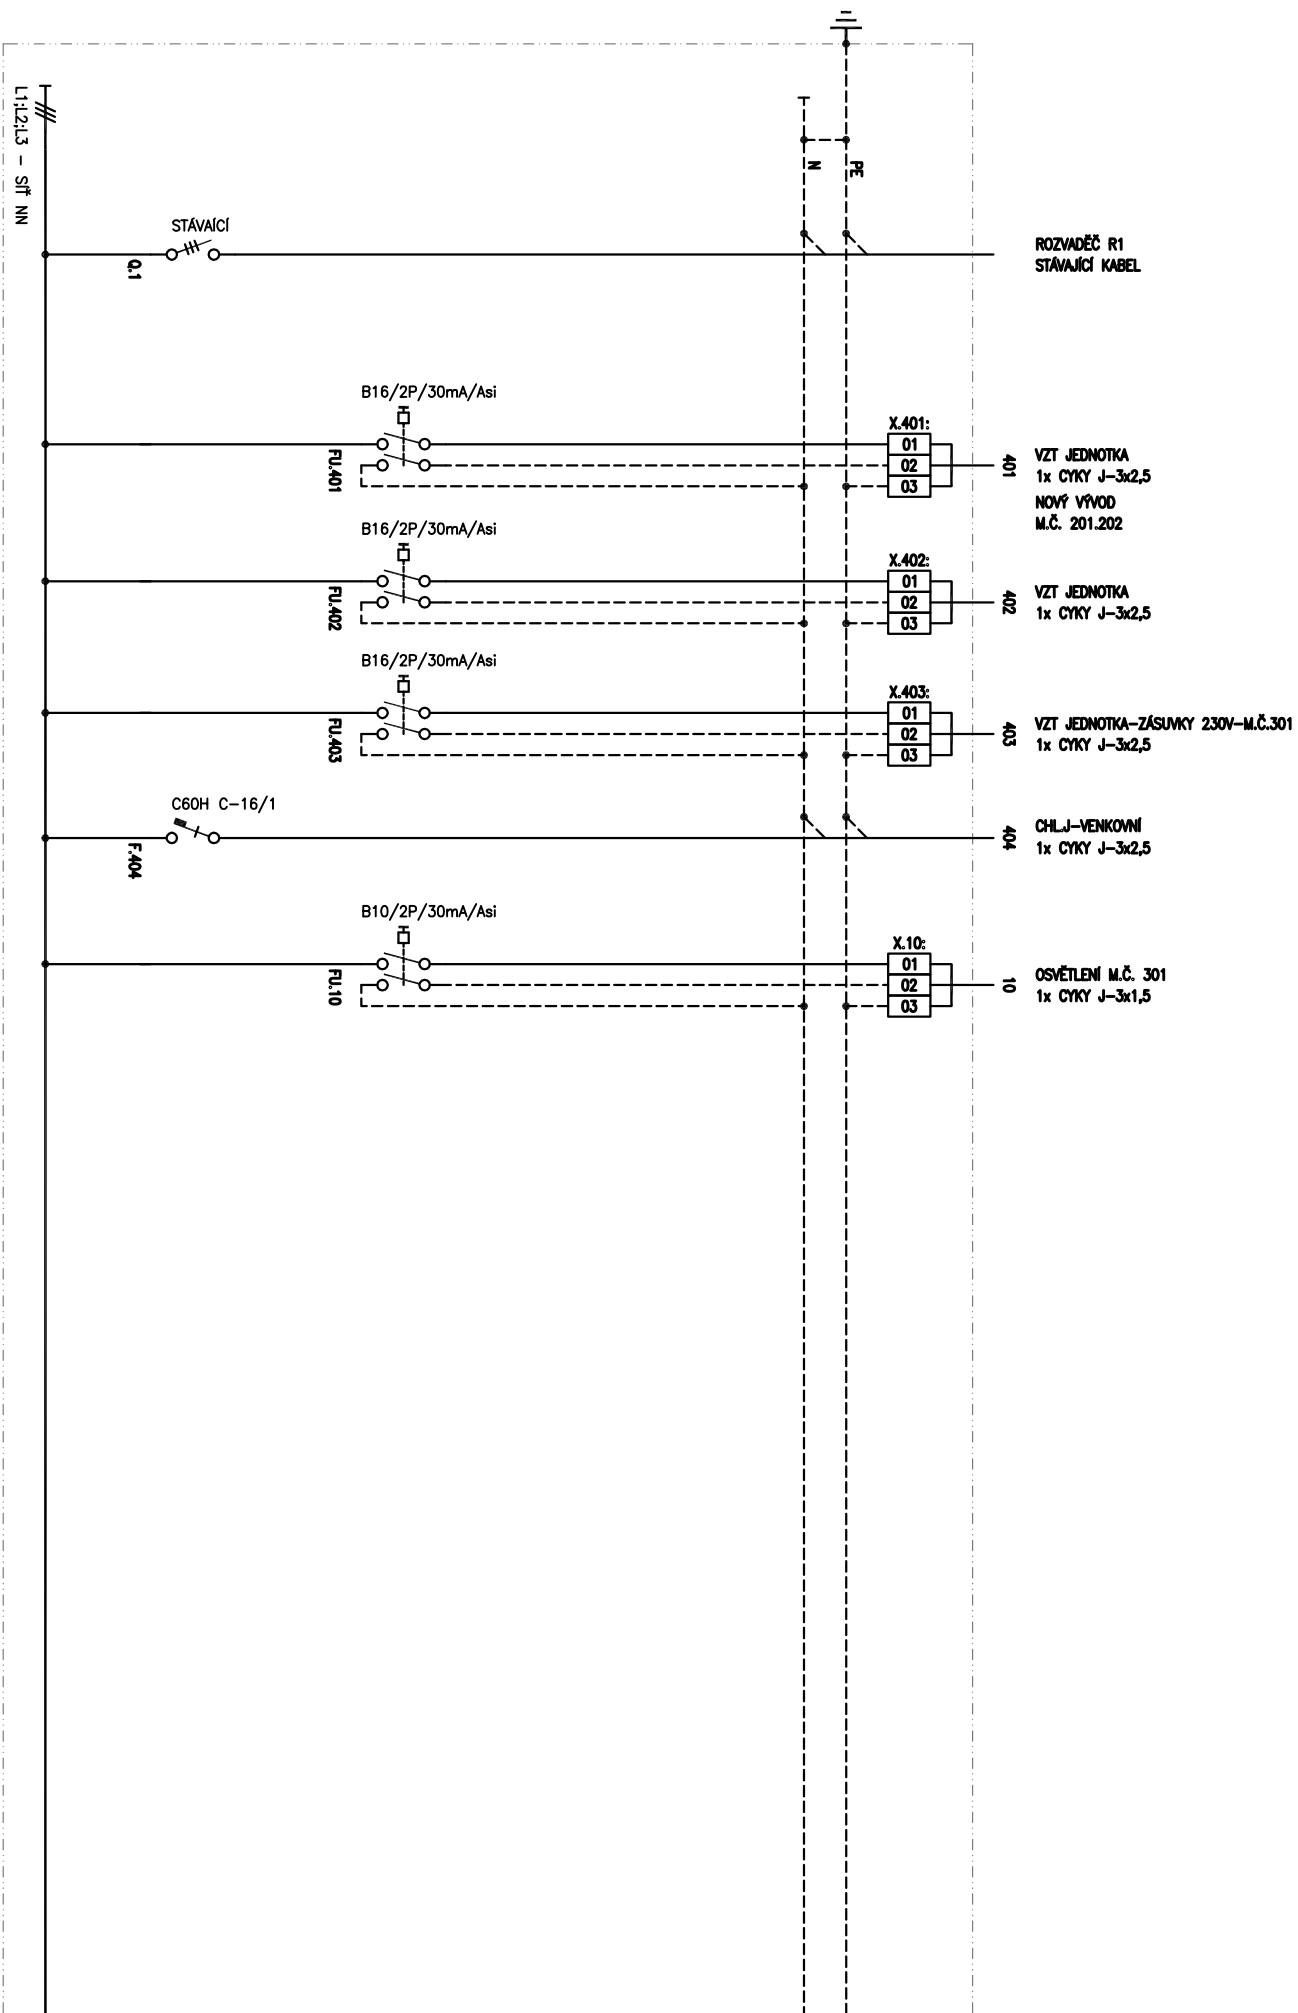 L1;L2;L3 - SÍŤ NN
N
PE
STÁVAÍCÍ
Q.1
ROZVADĚČ R1
STÁVAJÍCÍ KABEL
B16/2P/30mA/Asi
FU.401
X.401:
01
02
03
401
VZT JEDNOTKA
1x CYKY J-3x2,5
NOVÝ VÝVOD
M.Č. 201.202
B16/2P/30mA/Asi
FU.402
X.402:
01
02
03
402
VZT JEDNOTKA
1x CYKY J-3x2,5
B16/2P/30mA/Asi
FU.403
X.403:
01
02
03
403
VZT JEDNOTKA-ZÁSUVKY 230V-M.Č.301
1x CYKY J-3x2,5
C60H C-16/1
F.404
404
CHL.J-VENKOVNÍ
1x CYKY J-3x2,5
B10/2P/30mA/Asi
FU.10
X.10:
01
02
03
10
OSVĚTLENÍ M.Č. 301
1x CYKY J-3x1,5